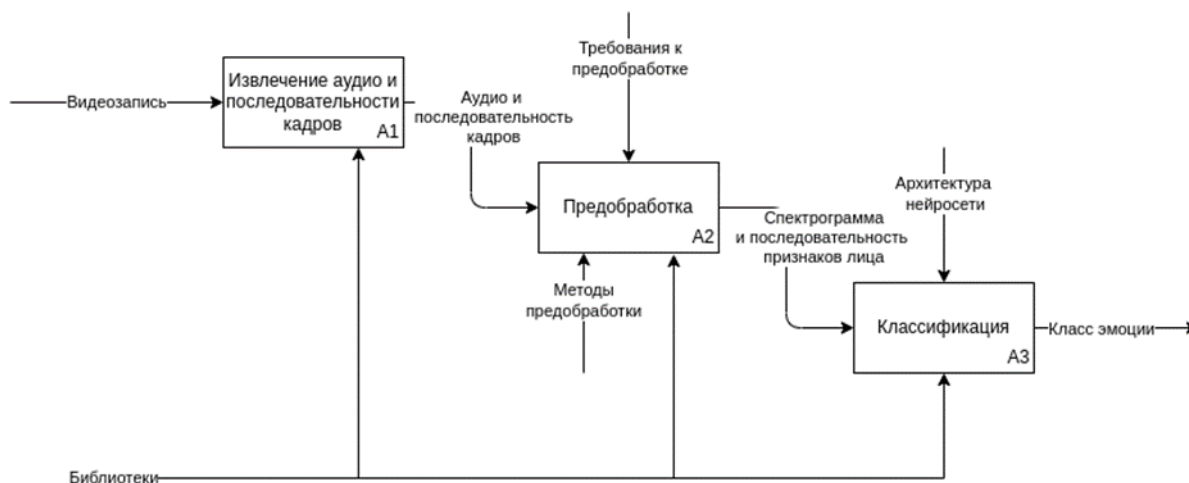 Видеозапись
Извлечение аудио и
последовательности
кадров
A1
Аудио и
последовательность
кадров
Требования к
предобработке
Предобработка
A2
Методы
предобработки
Спектрограмма
и последовательность
признаков лица
Архитектура
нейросети
Классификация
A3
Класс эмоции
Библиотеки